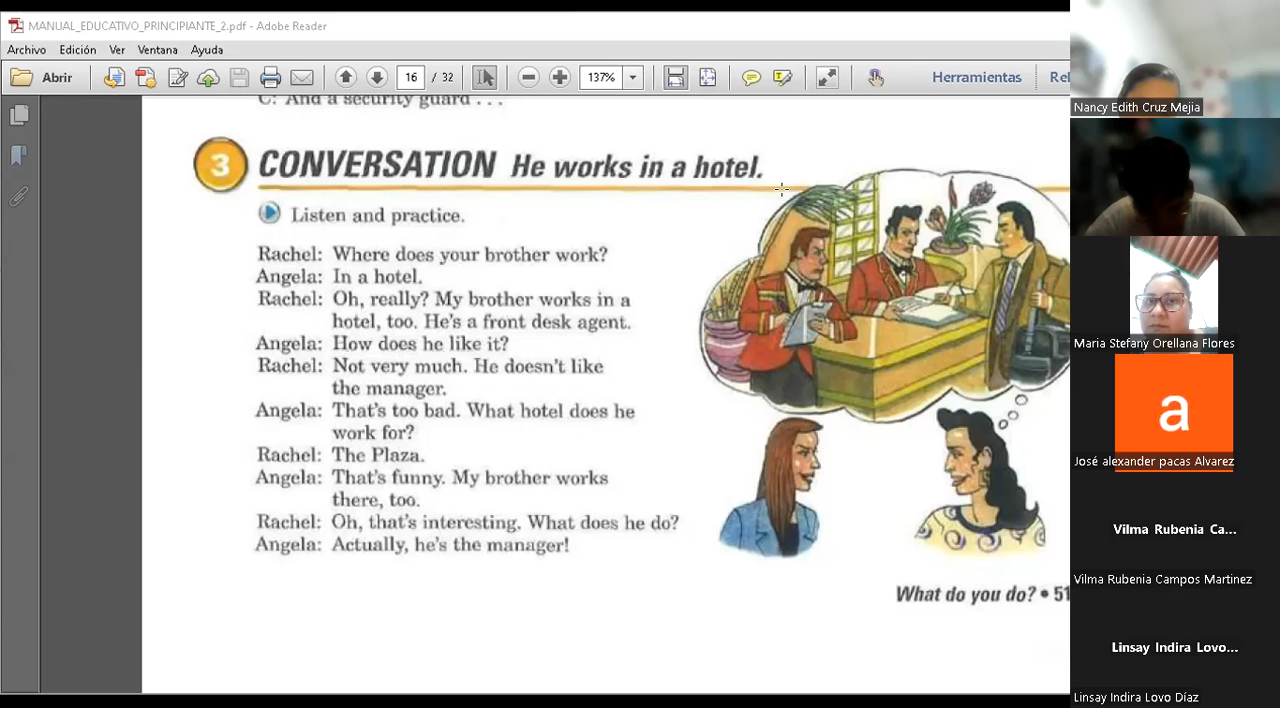 MANUAL_EDUCATIVO_PRINCIPIANTE_2.pdf - Adobe Reader
Archivo Edición Ver Ventana Ayuda
Abrir 16 / 32 137% Herramientas Rel
C: And a security guard . . .
3 CONVERSATION He works in a hotel.
Listen and practice.
Rachel: Where does your brother work?
Angela: In a hotel.
Rachel: Oh, really? My brother works in a
hotel, too. He's a front desk agent.
Angela: How does he like it?
Rachel: Not very much. He doesn't like
the manager.
Angela: That's too bad. What hotel does he
work for?
Rachel: The Plaza.
Angela: That's funny. My brother works
there, too.
Rachel: Oh, that's interesting. What does he do?
Angela: Actually, he's the manager!
What do you do? • 51
Nancy Edith Cruz Mejia
Maria Stefany Orellana Flores
a
José alexander pacas Alvarez
Vilma Rubenia Ca...
Vilma Rubenia Campos Martinez
Linsay Indira Lovo...
Linsay Indira Lovo Díaz